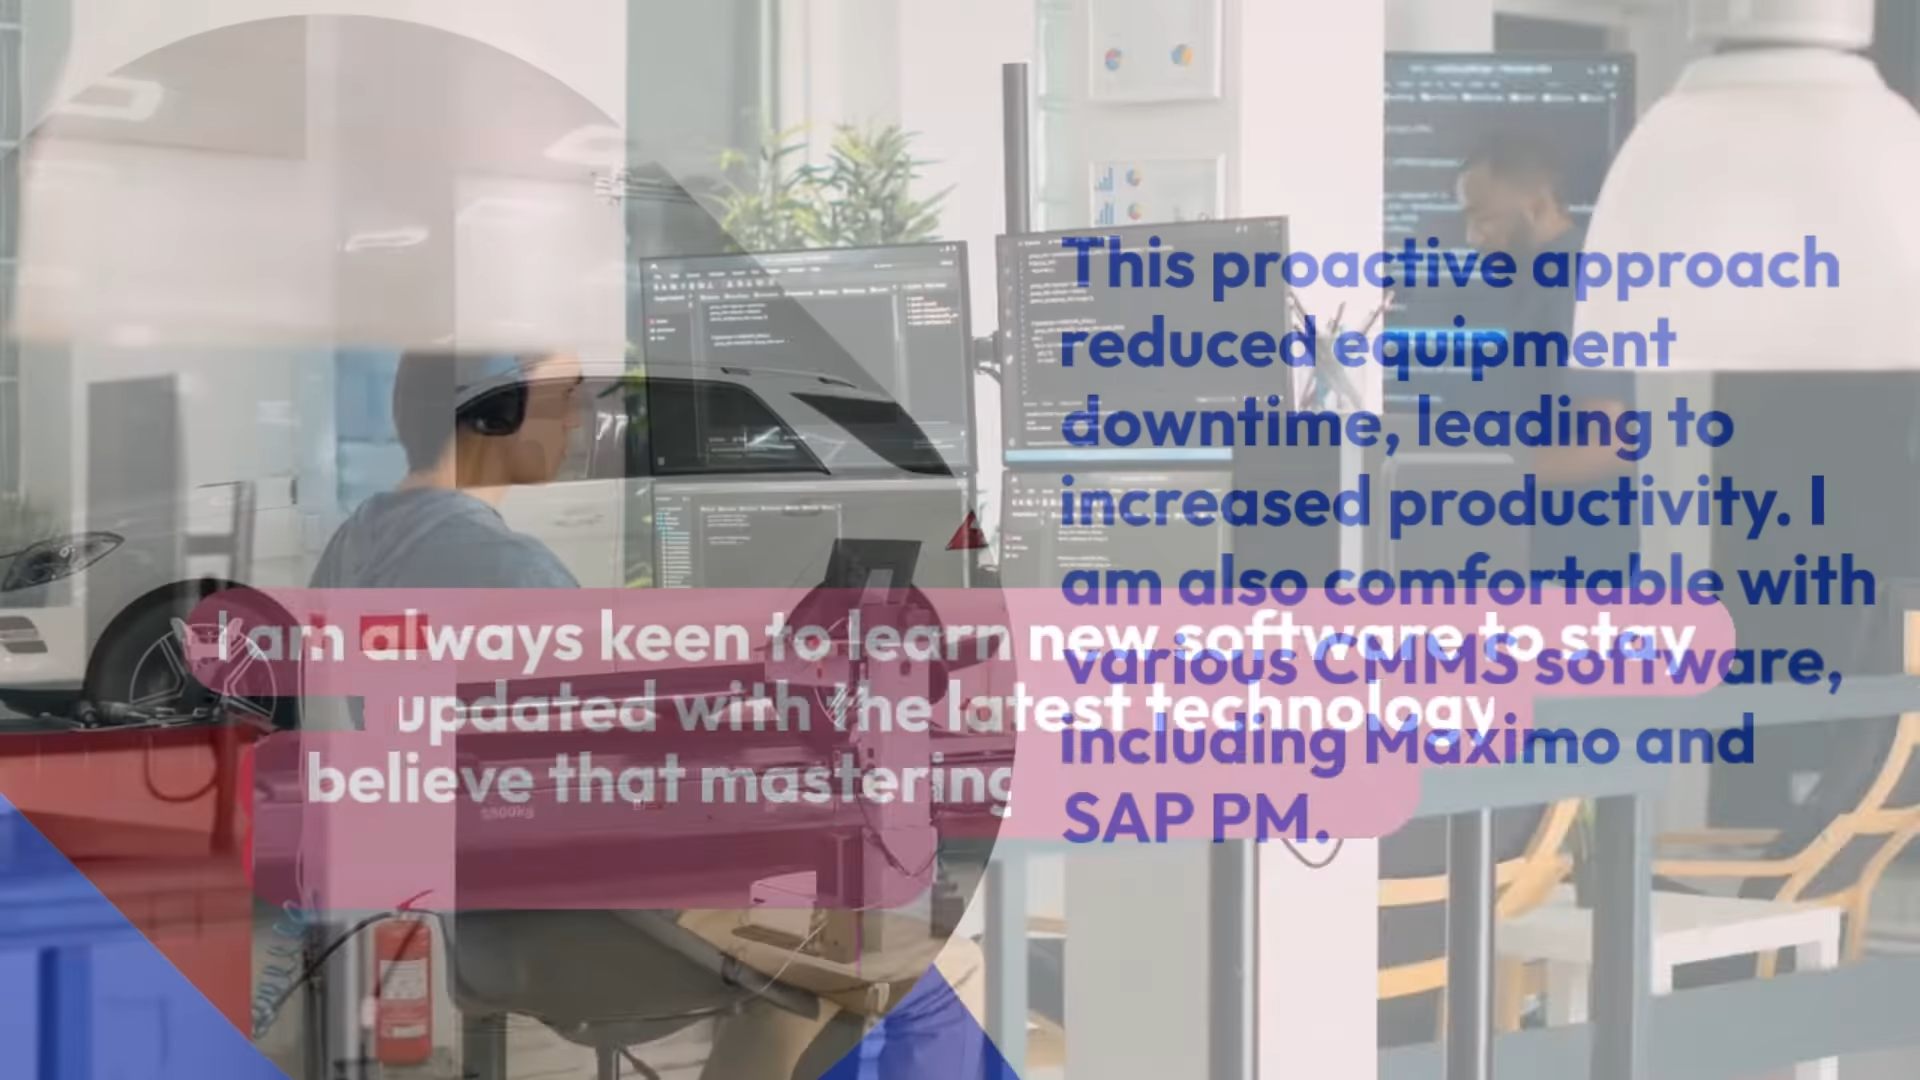 This proactive approach
reduced equipment
downtime, leading to
increased productivity. I
am also comfortable with
various CMMS software,
including Maximo and
SAP PM.
I am always keen to learn new software to stay
updated with the latest technology
believe that mastering